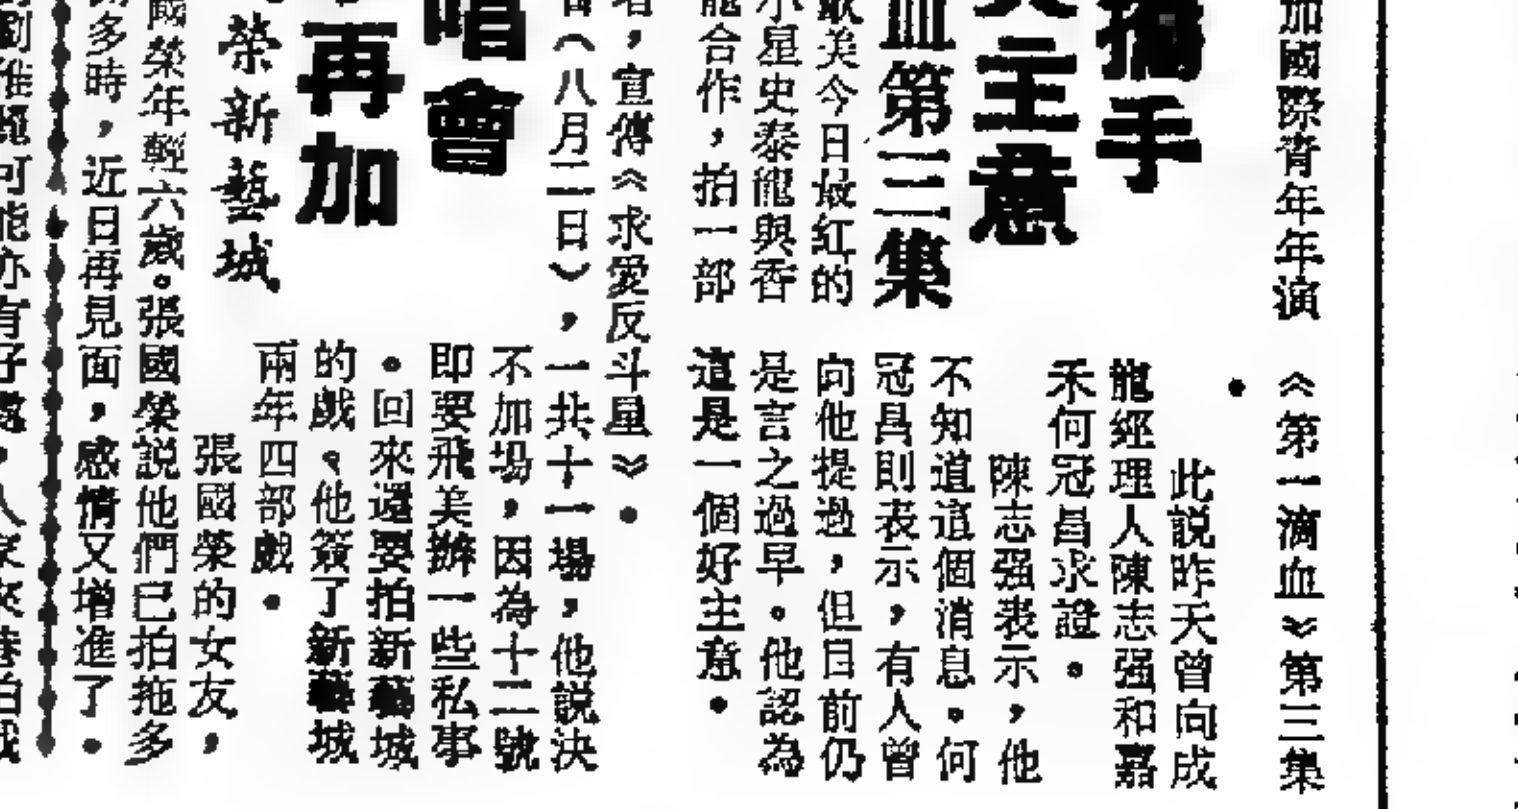 攜手
主意
血第三集
加國際青年年演
最美今日最紅的
星史泰龍與香
龍合作，拍一部
《第一滴血》第三集
。
此説昨天曾向成
龍經理人陳志强和嘉
禾何冠昌求證。
陳志强表示，他
不知道這個消息。何
冠昌則表示，有人曾
向他提過，但目前仍
是言之過早。他認為
這是一個好主意。
唱會
再加
榮新藝城
，宣傳《求愛反斗星》。
（八月二日），一共十一場，他説決
不加場，因為十二號
即要飛美辦一些私事
。回來還要拍新藝城
的戲。他簽了新藝城
兩年四部戲。
張國榮的女友，
國榮年輕六歲。張國榮説他們已拍拖多
多時，近日再見面，感情又增進了。